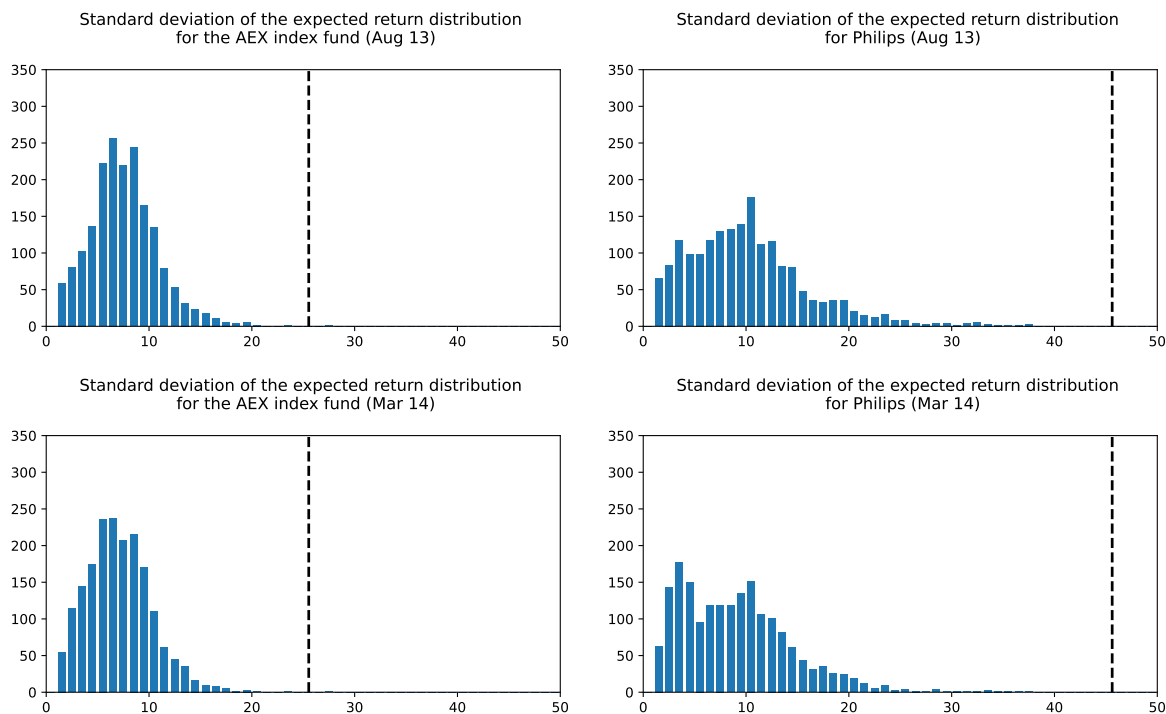 Standard deviation of the expected return distribution
for the AEX index fund (Aug 13)
350
300
250
200
150
100
50
0
0 10 20 30 40 50
Standard deviation of the expected return distribution
for Philips (Aug 13)
350
300
250
200
150
100
50
0
0 10 20 30 40 50
Standard deviation of the expected return distribution
for the AEX index fund (Mar 14)
350
300
250
200
150
100
50
0
0 10 20 30 40 50
Standard deviation of the expected return distribution
for Philips (Mar 14)
350
300
250
200
150
100
50
0
0 10 20 30 40 50